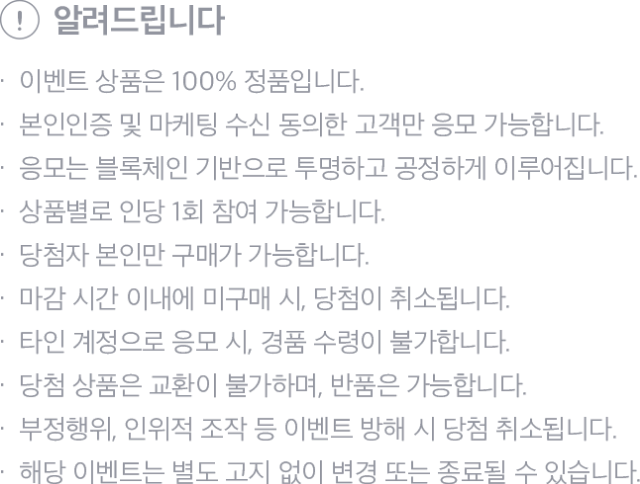 ! 알려드립니다
· 이벤트 상품은 100% 정품입니다.
· 본인인증 및 마케팅 수신 동의한 고객만 응모 가능합니다.
· 응모는 블록체인 기반으로 투명하고 공정하게 이루어집니다.
· 상품별로 인당 1회 참여 가능합니다.
· 당첨자 본인만 구매가 가능합니다.
· 마감 시간 이내에 미구매 시, 당첨이 취소됩니다.
· 타인 계정으로 응모 시, 경품 수령이 불가합니다.
· 당첨 상품은 교환이 불가하며, 반품은 가능합니다.
· 부정행위, 인위적 조작 등 이벤트 방해 시 당첨 취소됩니다.
· 해당 이벤트는 별도 고지 없이 변경 또는 종료될 수 있습니다.